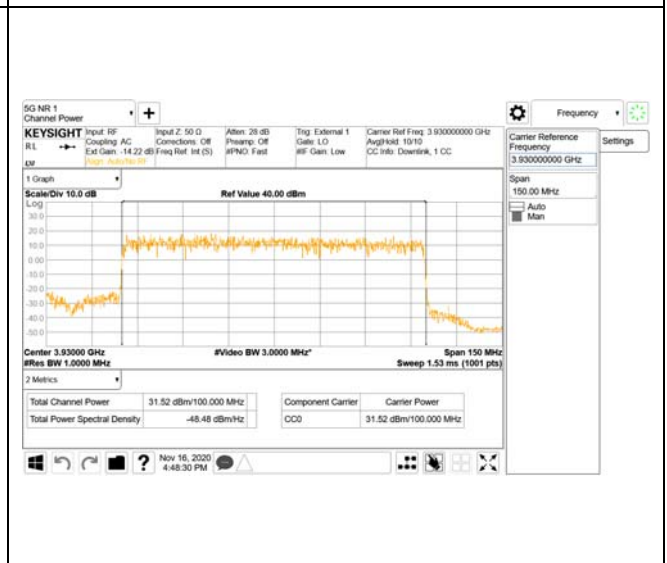 5G NR 1
Channel Power
+
Frequency
KEYSIGHT
RL
Input: RF
Coupling: AC
Ext Gain: -14.22 dB
Align: Auto/No RF
Input Z: 50 Ω
Corrections: Off
Freq Ref: Int (S)
Atten: 28 dB
Preamp: Off
#PNO: Fast
Trig: External 1
Gate: LO
#IF Gain: Low
Carrier Ref Freq: 3.930000000 GHz
Avg|Hold: 10/10
CC Info: Downlink, 1 CC
Carrier Reference
Frequency
3.930000000 GHz
Settings
Span
150.00 MHz
Auto
Man
1 Graph
Scale/Div 10.0 dB
Ref Value 40.00 dBm
Log
30.0
20.0
10.0
0.00
-10.0
-20.0
-30.0
-40.0
-50.0
Center 3.93000 GHz
#Video BW 3.0000 MHz*
Span 150 MHz
#Res BW 1.0000 MHz
Sweep 1.53 ms (1001 pts)
2 Metrics
Total Channel Power 31.52 dBm/100.000 MHz
Total Power Spectral Density -48.48 dBm/Hz
Component Carrier Carrier Power
CC0 31.52 dBm/100.000 MHz
?
Nov 16, 2020
4:48:30 PM